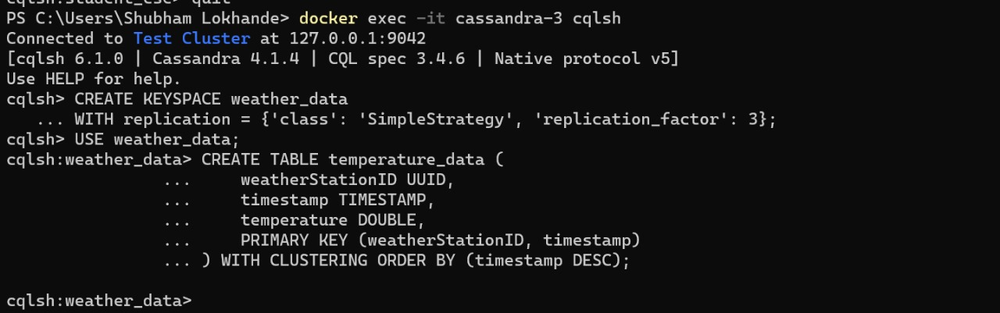 cqlsh:student_csc> quit
PS C:\Users\Shubham Lokhande> docker exec -it cassandra-3 cqlsh
Connected to Test Cluster at 127.0.0.1:9042
[cqlsh 6.1.0 | Cassandra 4.1.4 | CQL spec 3.4.6 | Native protocol v5]
Use HELP for help.
cqlsh> CREATE KEYSPACE weather_data
   ... WITH replication = {'class': 'SimpleStrategy', 'replication_factor': 3};
cqlsh> USE weather_data;
cqlsh:weather_data> CREATE TABLE temperature_data (
                ...     weatherStationID UUID,
                ...     timestamp TIMESTAMP,
                ...     temperature DOUBLE,
                ...     PRIMARY KEY (weatherStationID, timestamp)
                ... ) WITH CLUSTERING ORDER BY (timestamp DESC);
cqlsh:weather_data>